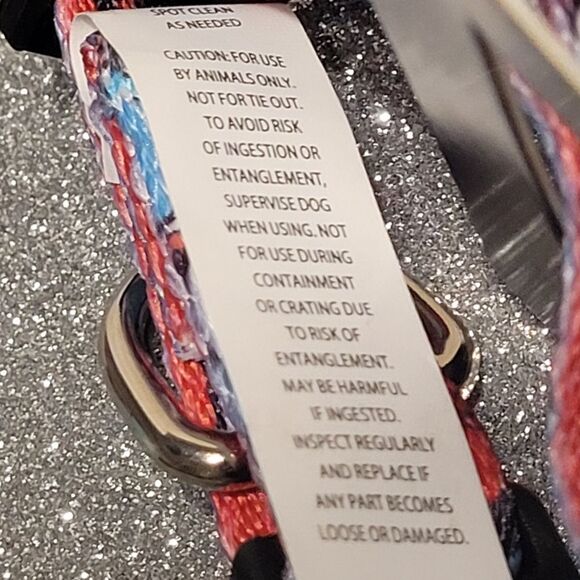 SPOT CLEAN
AS NEEDED
CAUTION: FOR USE
BY ANIMALS ONLY.
NOT FOR TIE OUT.
TO AVOID RISK
OF INGESTION OR
ENTANGLEMENT,
SUPERVISE DOG
WHEN USING. NOT
FOR USE DURING
CONTAINMENT
OR CRATING DUE
TO RISK OF
ENTANGLEMENT.
MAY BE HARMFUL
IF INGESTED.
INSPECT REGULARLY
AND REPLACE IF
ANY PART BECOMES
LOOSE OR DAMAGED.